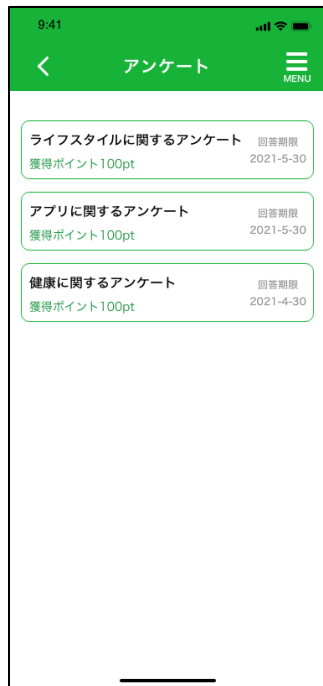 9:41
アンケート
MENU
ライフスタイルに関するアンケート
回答期限
獲得ポイント100pt
2021-5-30
アプリに関するアンケート
回答期限
獲得ポイント100pt
2021-5-30
健康に関するアンケート
回答期限
獲得ポイント100pt
2021-4-30